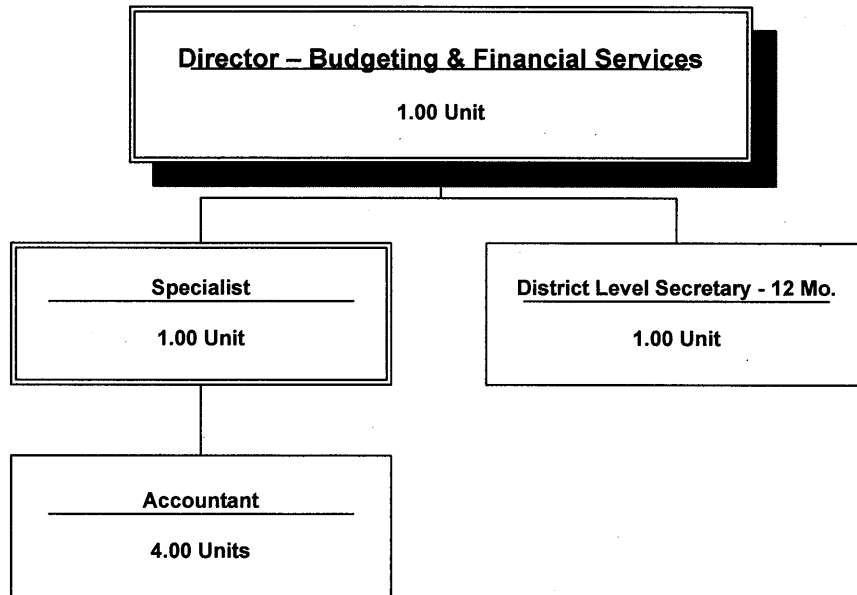 Director – Budgeting & Financial Services
1.00 Unit
Specialist
1.00 Unit
District Level Secretary - 12 Mo.
1.00 Unit
Accountant
4.00 Units